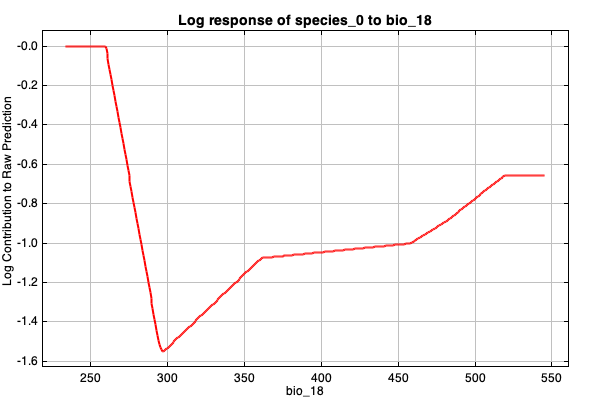 Log response of species_0 to bio_18
Log Contribution to Raw Prediction
-0.0
-0.2
-0.4
-0.6
-0.8
-1.0
-1.2
-1.4
-1.6
250 300 350 400 450 500 550
bio_18